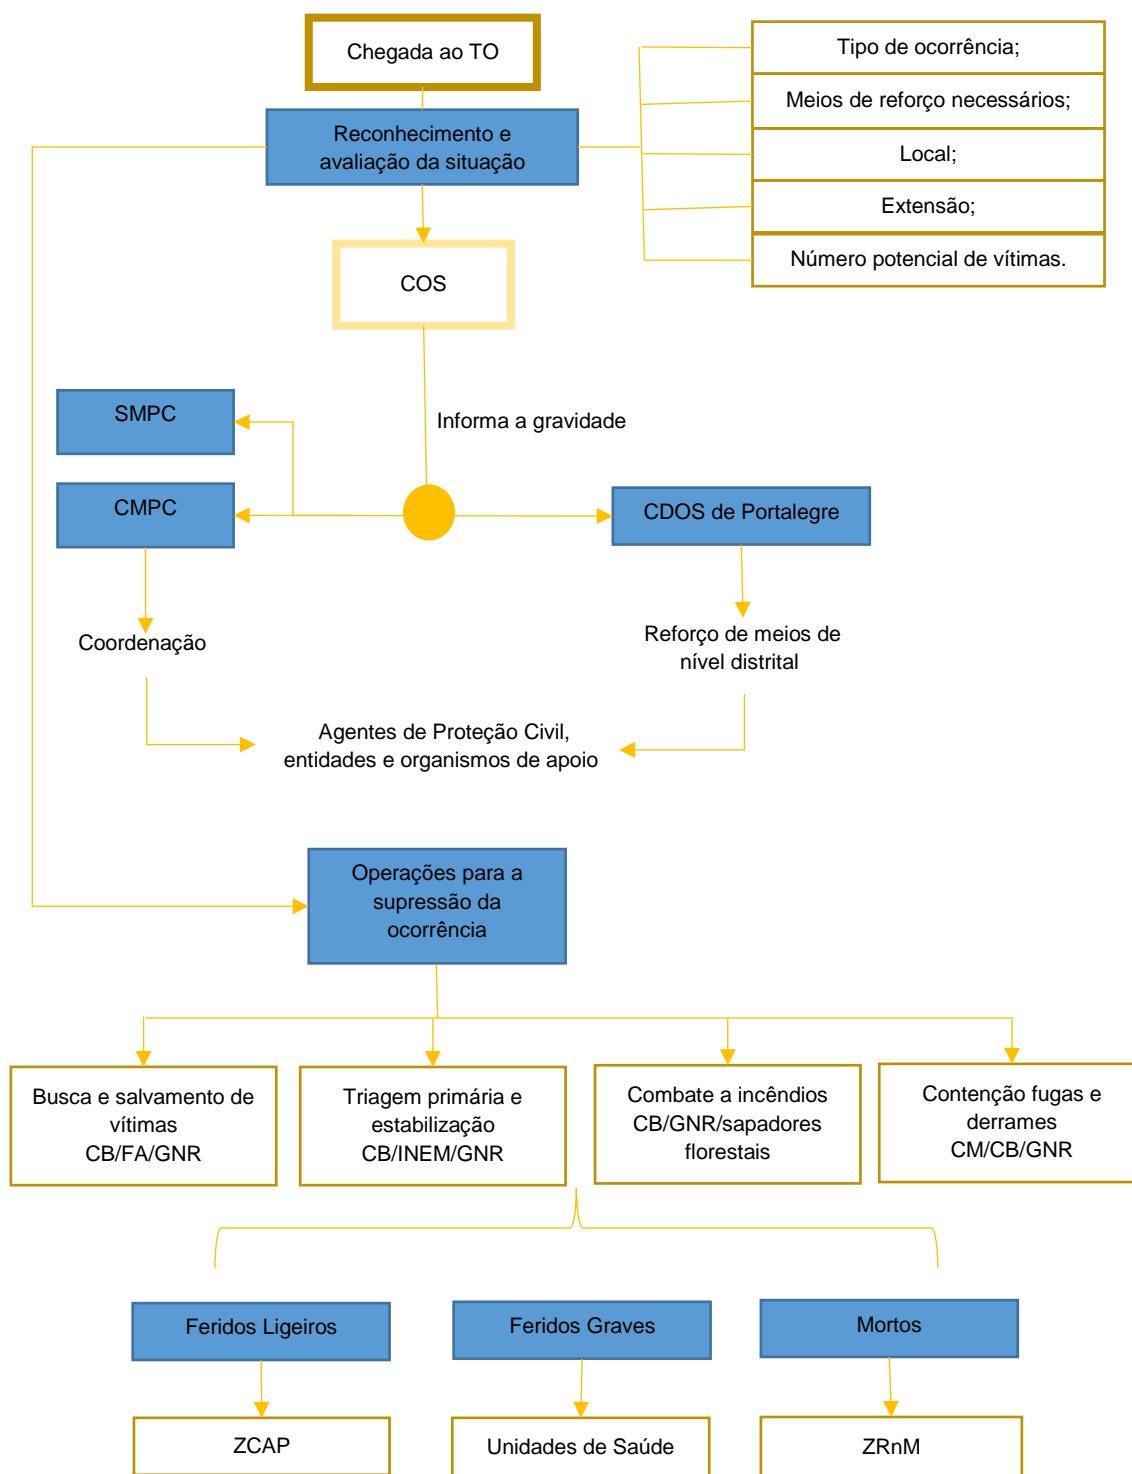 Chegada ao TO
Tipo de ocorrência;
Meios de reforço necessários;
Local;
Extensão;
Número potencial de vítimas.
Reconhecimento e
avaliação da situação
COS
Informa a gravidade
SMPC
CMPC
CDOS de Portalegre
Coordenação
Reforço de meios de
nível distrital
Agentes de Proteção Civil,
entidades e organismos de apoio
Operações para a
supressão da
ocorrência
Busca e salvamento de
vítimas
CB/FA/GNR
Triagem primária e
estabilização
CB/INEM/GNR
Combate a incêndios
CB/GNR/sapadores
florestais
Contenção fugas e
derrames
CM/CB/GNR
Feridos Ligeiros
Feridos Graves
Mortos
ZCAP
Unidades de Saúde
ZRnM